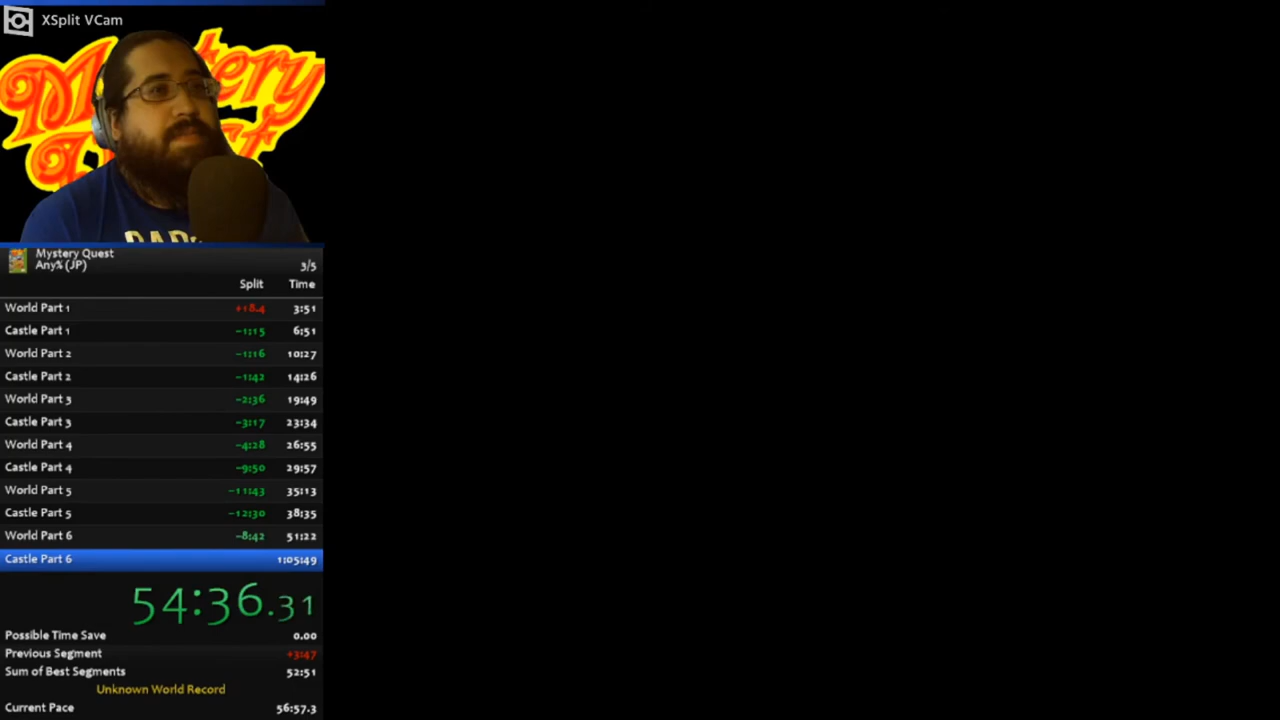 XSplit VCam
Mystery
Mystery Quest
Any% (JP)
3/5
Split Time
World Part 1 +18.4 3:51
Castle Part 1 -1:15 6:51
World Part 2 -1:16 10:27
Castle Part 2 -1:42 14:26
World Part 3 -2:36 19:49
Castle Part 3 -3:17 23:34
World Part 4 -4:28 26:55
Castle Part 4 -9:50 29:57
World Part 5 -11:43 35:13
Castle Part 5 -12:30 38:35
World Part 6 -8:42 51:22
Castle Part 6 1:05:49
54:36.31
Possible Time Save 0.00
Previous Segment +3:47
Sum of Best Segments 52:51
Unknown World Record
Current Pace 56:57.3